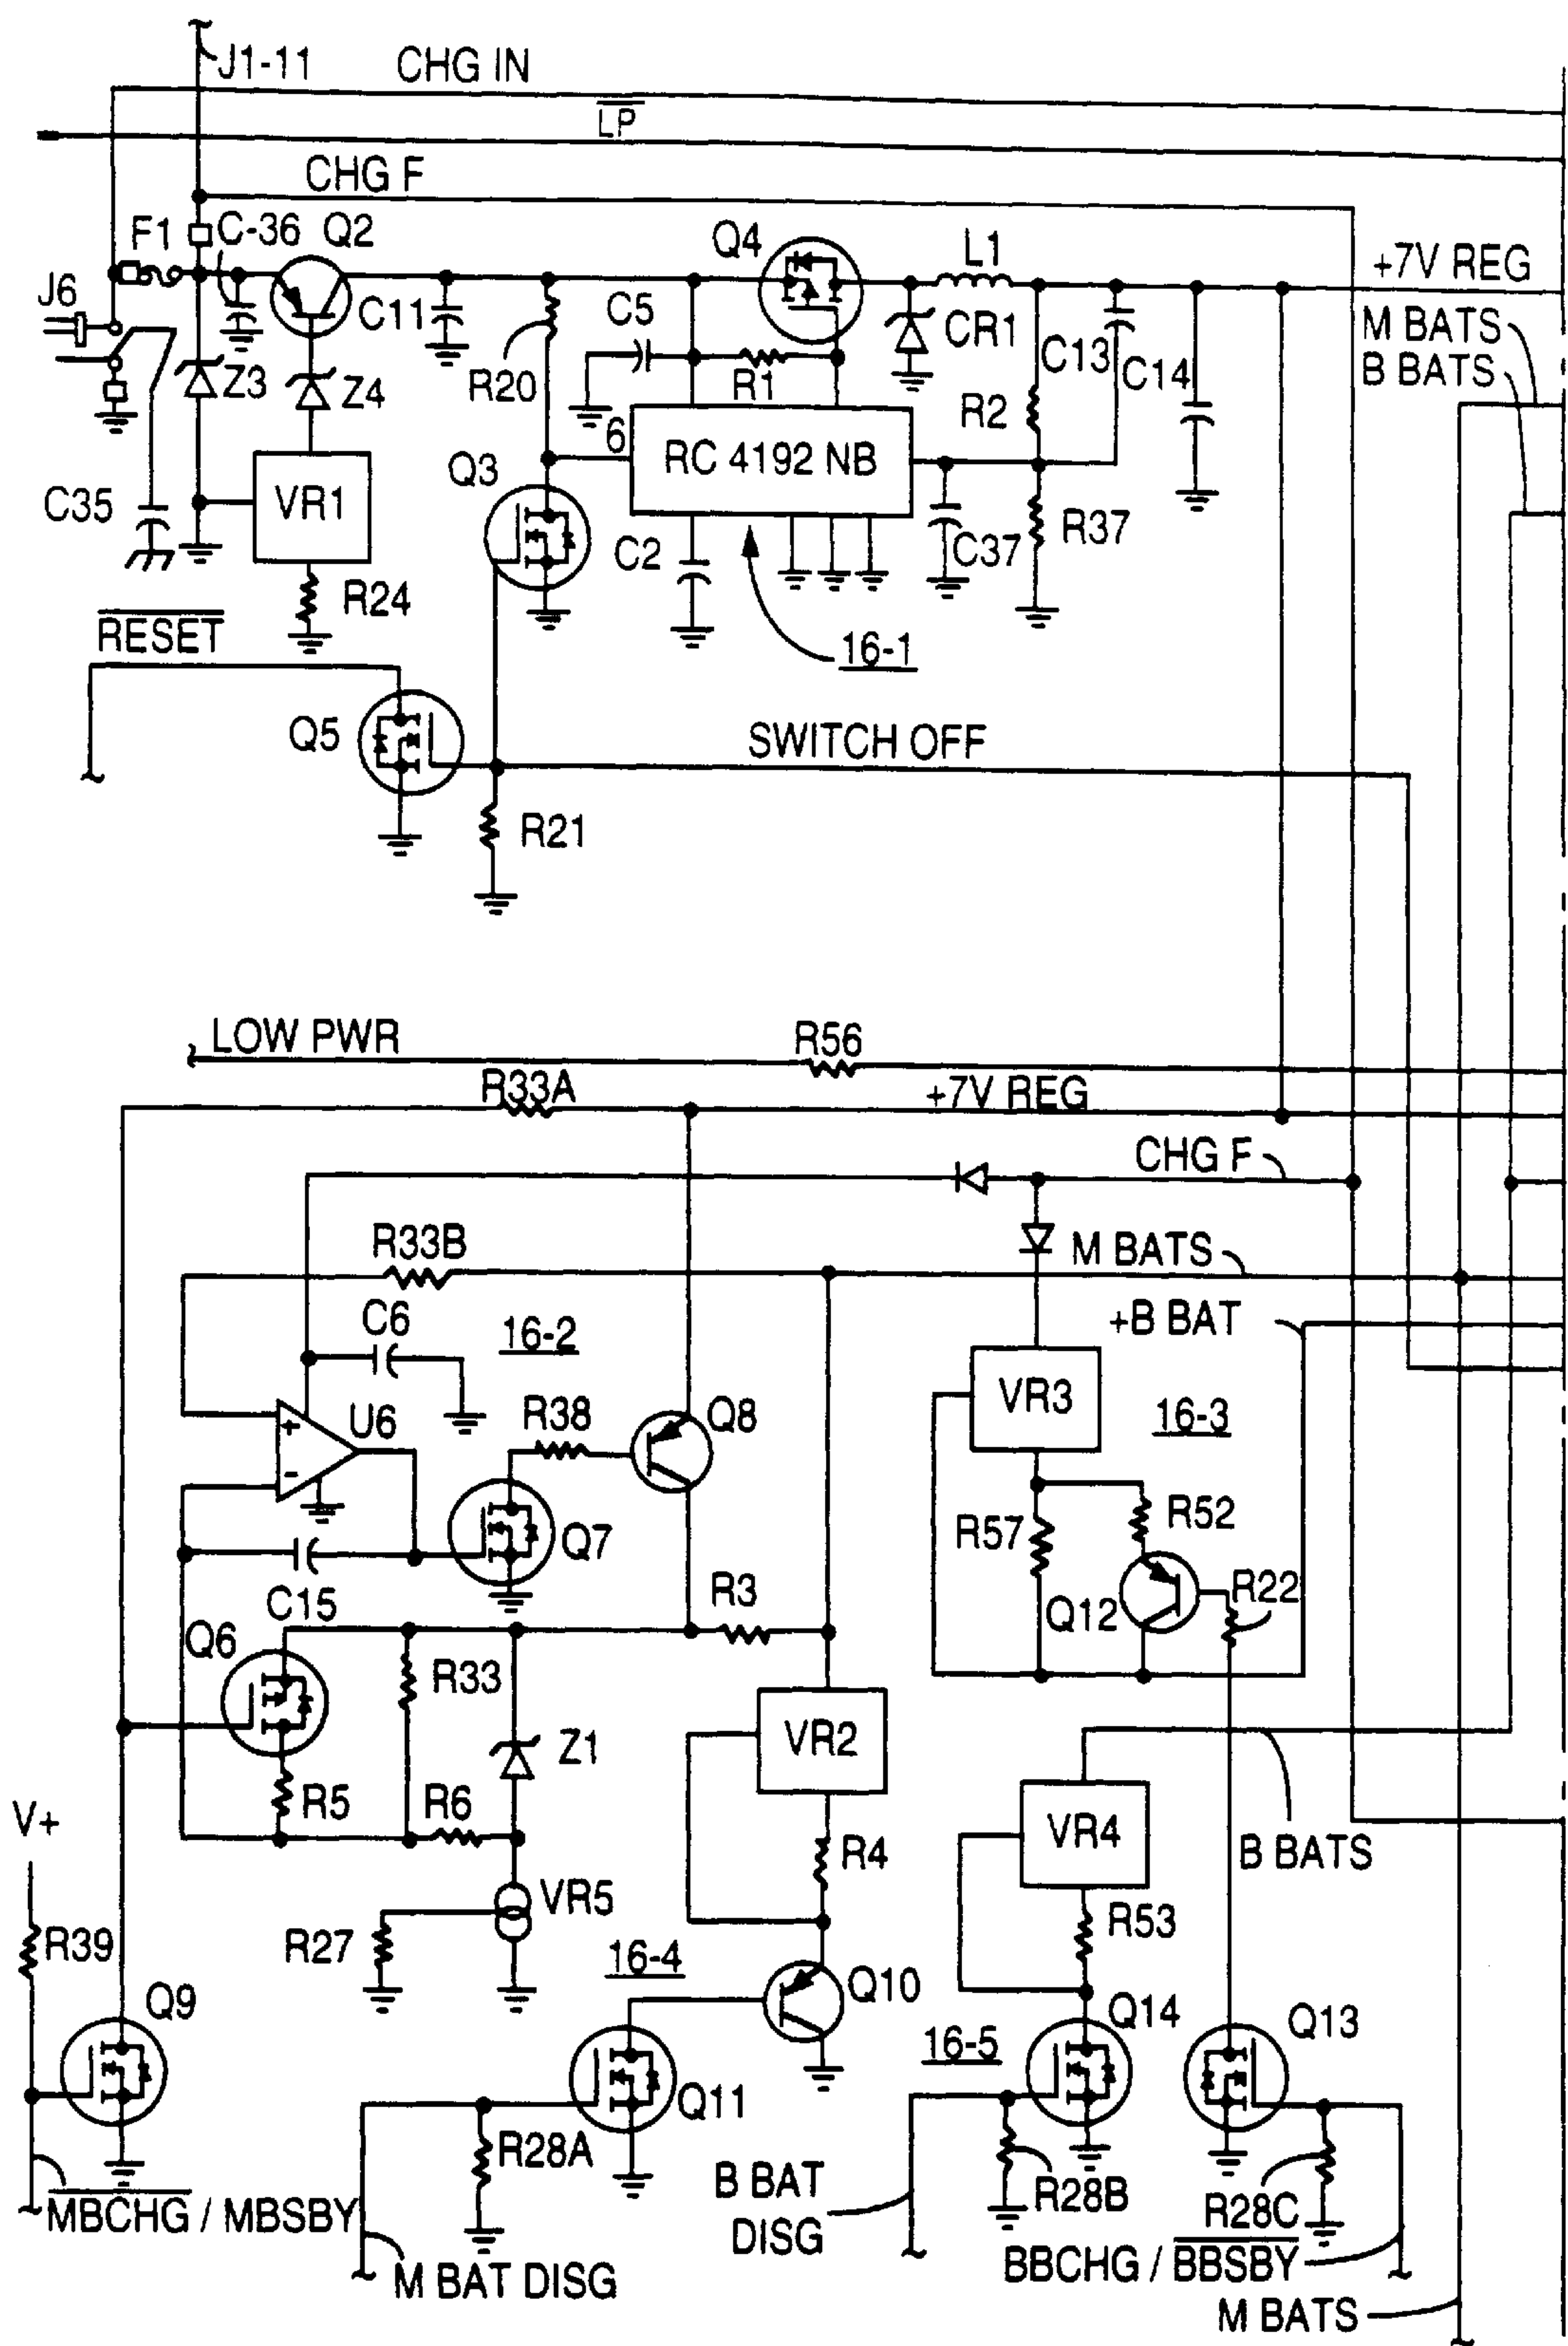 J1-11
CHG IN
LP
CHG F
F1
C-36
Q2
Q4
L1
+7V REG
J6
C11
C5
CR1
C13
C14
M BATS
B BATS
Z3
Z4
R20
R1
R2
6
RC 4192 NB
Q3
C35
VR1
C2
C37
R37
R24
RESET
16-1
Q5
SWITCH OFF
R21
LOW PWR
R56
R33A
+7V REG
CHG F
R33B
M BATS
C6
16-2
+B BAT
VR3
16-3
+
U6
R38
Q8
-
R57
R52
Q7
C15
R3
Q12
R22
Q6
R33
Z1
VR2
V+
R5
R6
R4
VR4
B BATS
VR5
R39
R27
R53
16-4
Q9
Q10
Q14
16-5
Q13
Q11
R28A
B BAT
DISG
R28B
R28C
MBCHG / MBSBY
M BAT DISG
BBCHG / BBSBY
M BATS